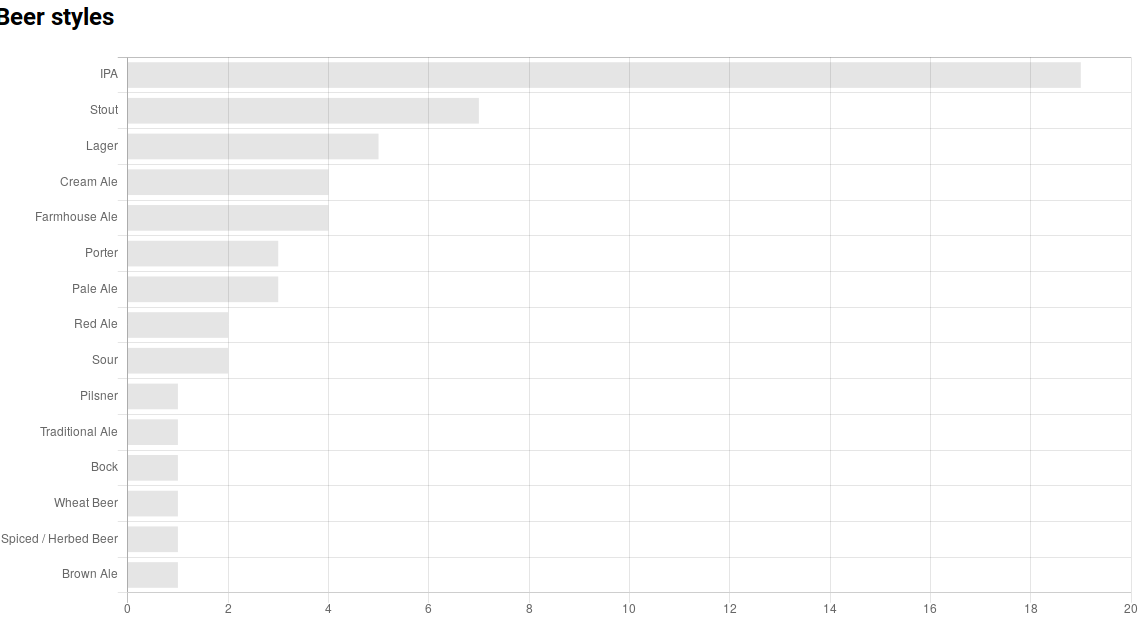 Beer styles
IPA
Stout
Lager
Cream Ale
Farmhouse Ale
Porter
Pale Ale
Red Ale
Sour
Pilsner
Traditional Ale
Bock
Wheat Beer
Spiced / Herbed Beer
Brown Ale
0 2 4 6 8 10 12 14 16 18 20